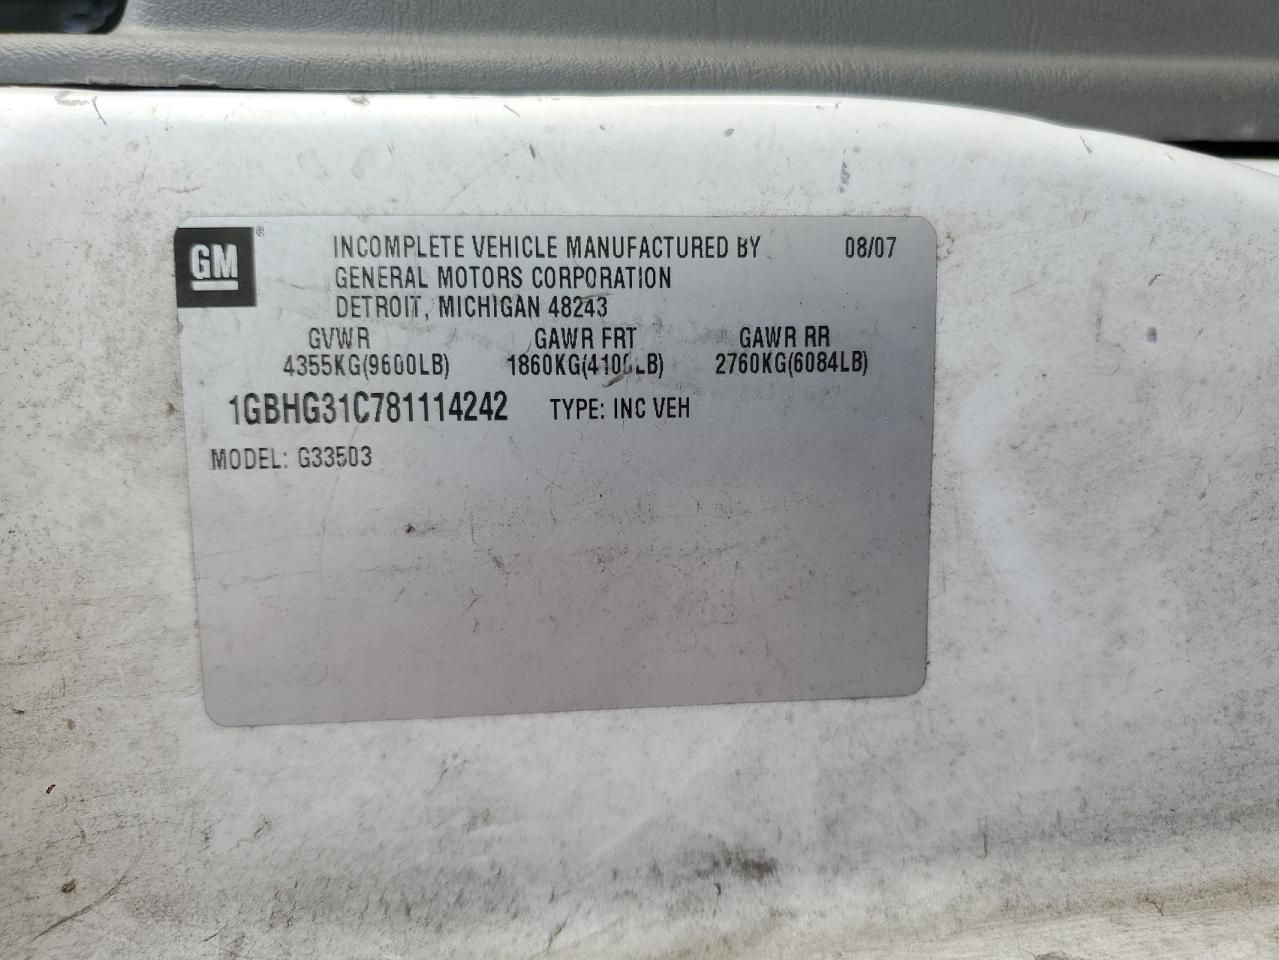 GM ®
INCOMPLETE VEHICLE MANUFACTURED BY 08/07
GENERAL MOTORS CORPORATION
DETROIT, MICHIGAN 48243
GVWR GAWR FRT GAWR RR
4355KG(9600LB) 1860KG(4100LB) 2760KG(6084LB)
1GBHG31C781114242 TYPE: INC VEH
MODEL: G33503